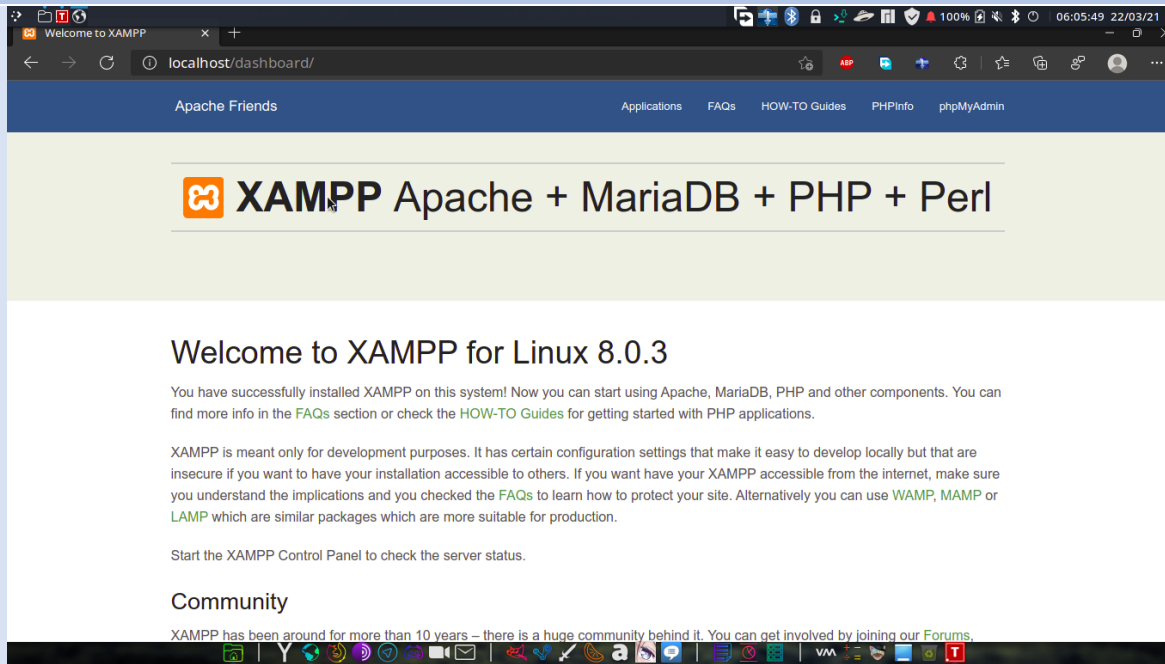 100% 06:05:49 22/03/21
Welcome to XAMPP
localhost/dashboard/
ABP
Apache Friends Applications FAQs HOW-TO Guides PHPInfo phpMyAdmin
XAMPP Apache + MariaDB + PHP + Perl
Welcome to XAMPP for Linux 8.0.3
You have successfully installed XAMPP on this system! Now you can start using Apache, MariaDB, PHP and other components. You can
find more info in the FAQs section or check the HOW-TO Guides for getting started with PHP applications.
XAMPP is meant only for development purposes. It has certain configuration settings that make it easy to develop locally but that are
insecure if you want to have your installation accessible to others. If you want have your XAMPP accessible from the internet, make sure
you understand the implications and you checked the FAQs to learn how to protect your site. Alternatively you can use WAMP, MAMP or
LAMP which are similar packages which are more suitable for production.
Start the XAMPP Control Panel to check the server status.
Community
XAMPP has been around for more than 10 years – there is a huge community behind it. You can get involved by joining our Forums,